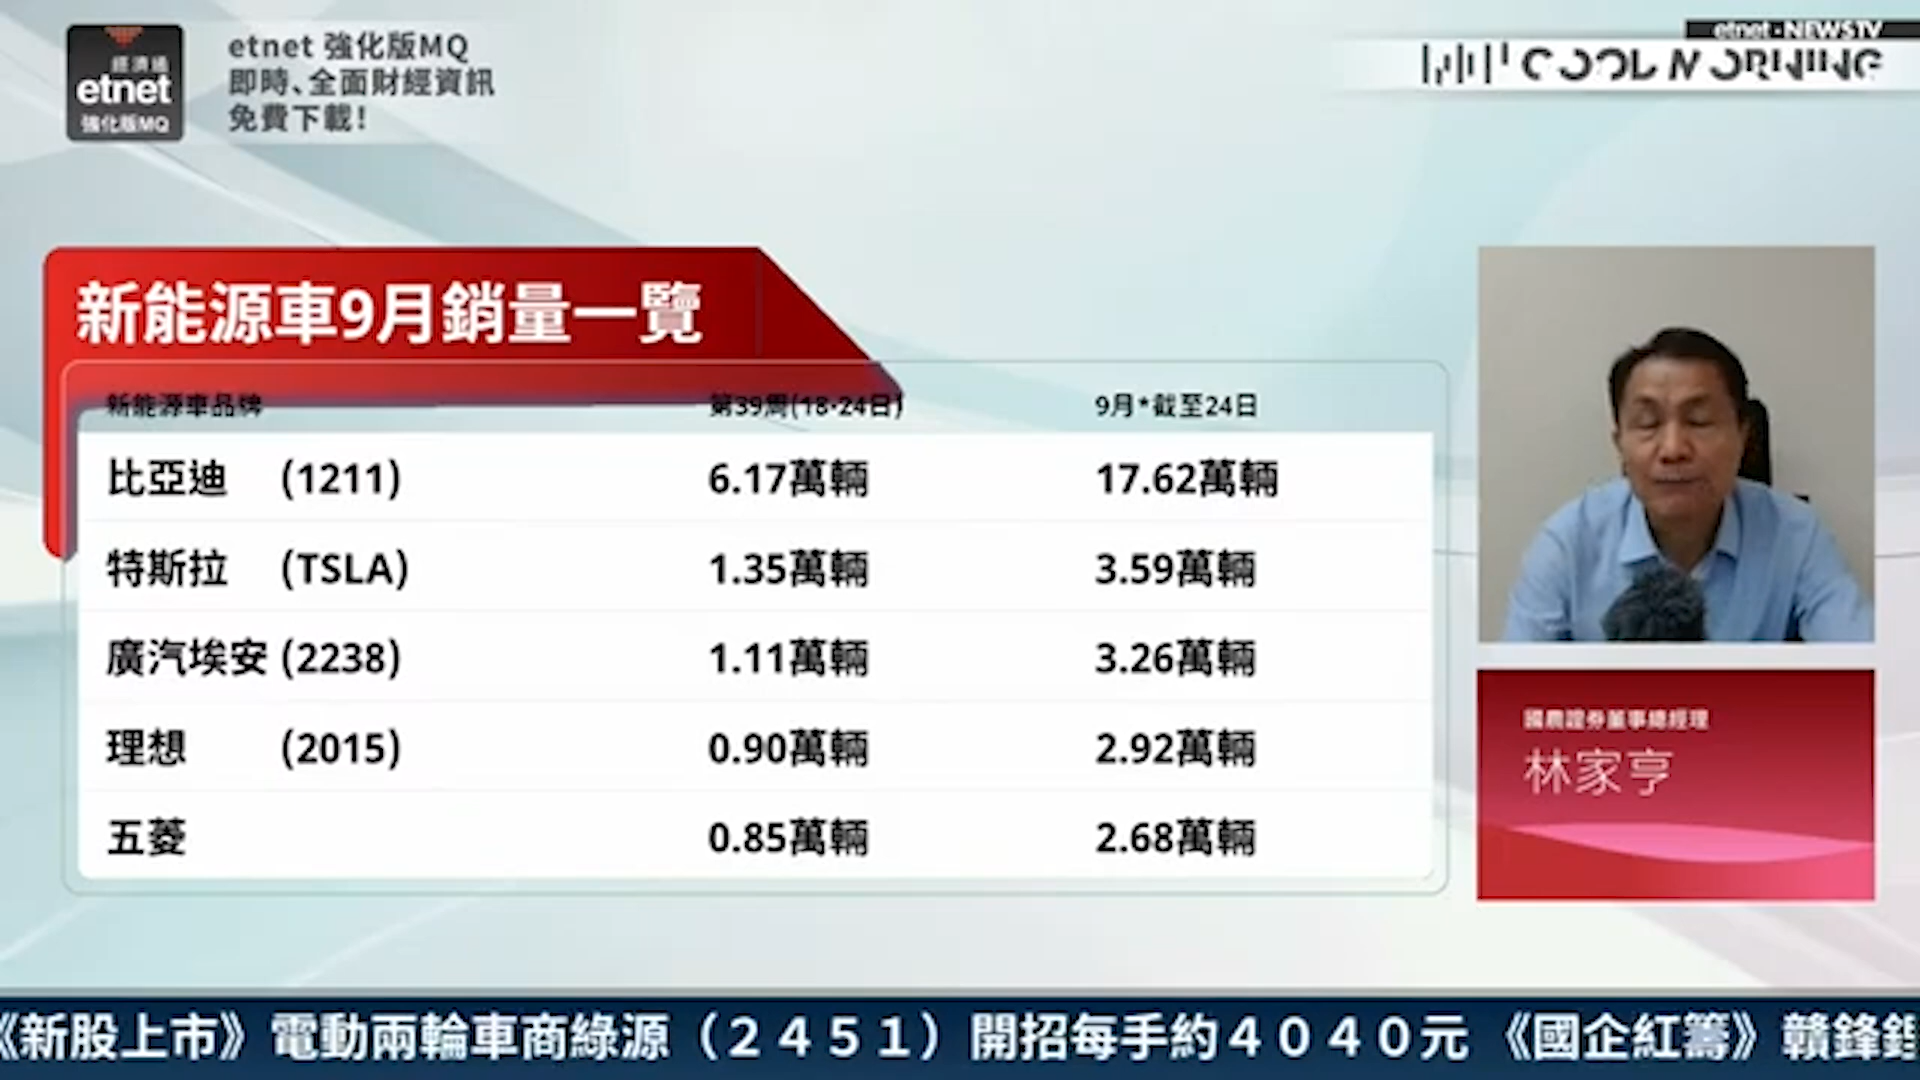 經濟通
etnet
強化版MQ
etnet 強化版MQ
即時、全面財經資訊
免費下載！
etnet·NEWSTV
COOL MORNING
新能源車9月銷量一覽
新能源車品牌 第39周(18-24日) 9月*截至24日
比亞迪 (1211) 6.17萬輛 17.62萬輛
特斯拉 (TSLA) 1.35萬輛 3.59萬輛
廣汽埃安 (2238) 1.11萬輛 3.26萬輛
理想 (2015) 0.90萬輛 2.92萬輛
五菱 0.85萬輛 2.68萬輛
國農證券董事總經理
林家亨
《新股上市》電動兩輪車商綠源（２４５１）開招每手約４０４０元 《國企紅籌》贛鋒鋰